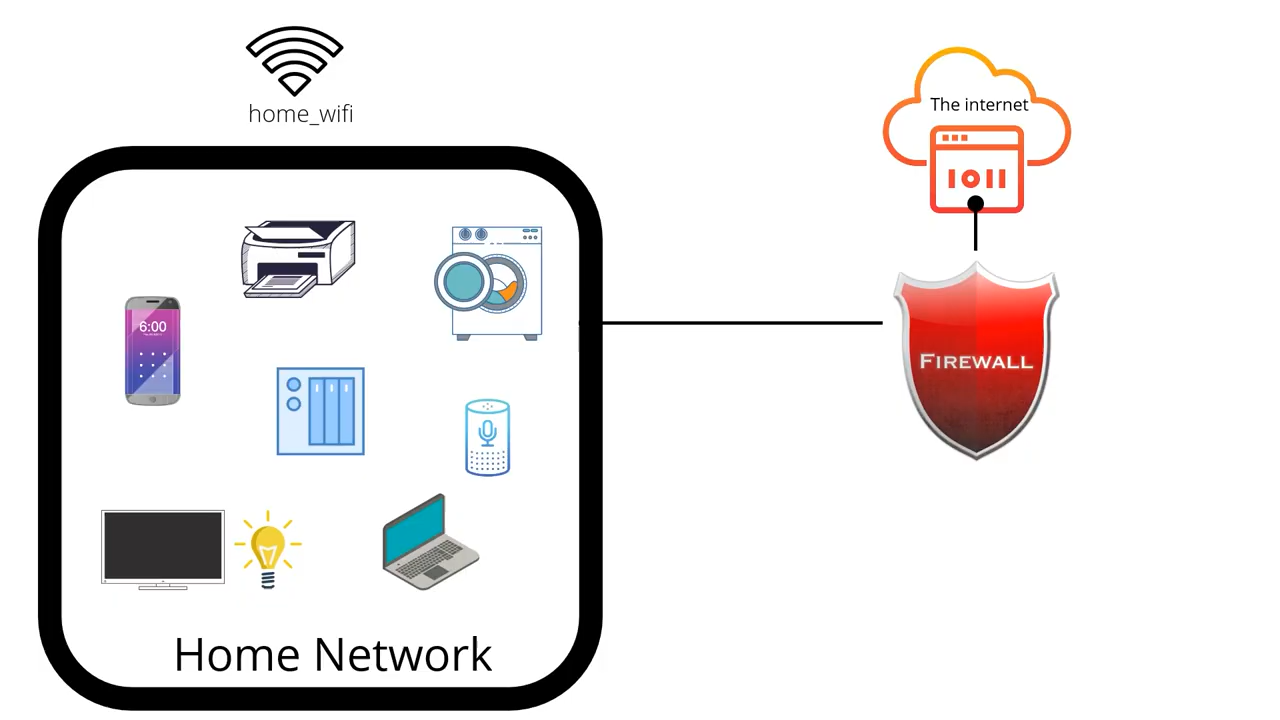 home_wifi
The internet
1011
6:00
FIREWALL
Home Network